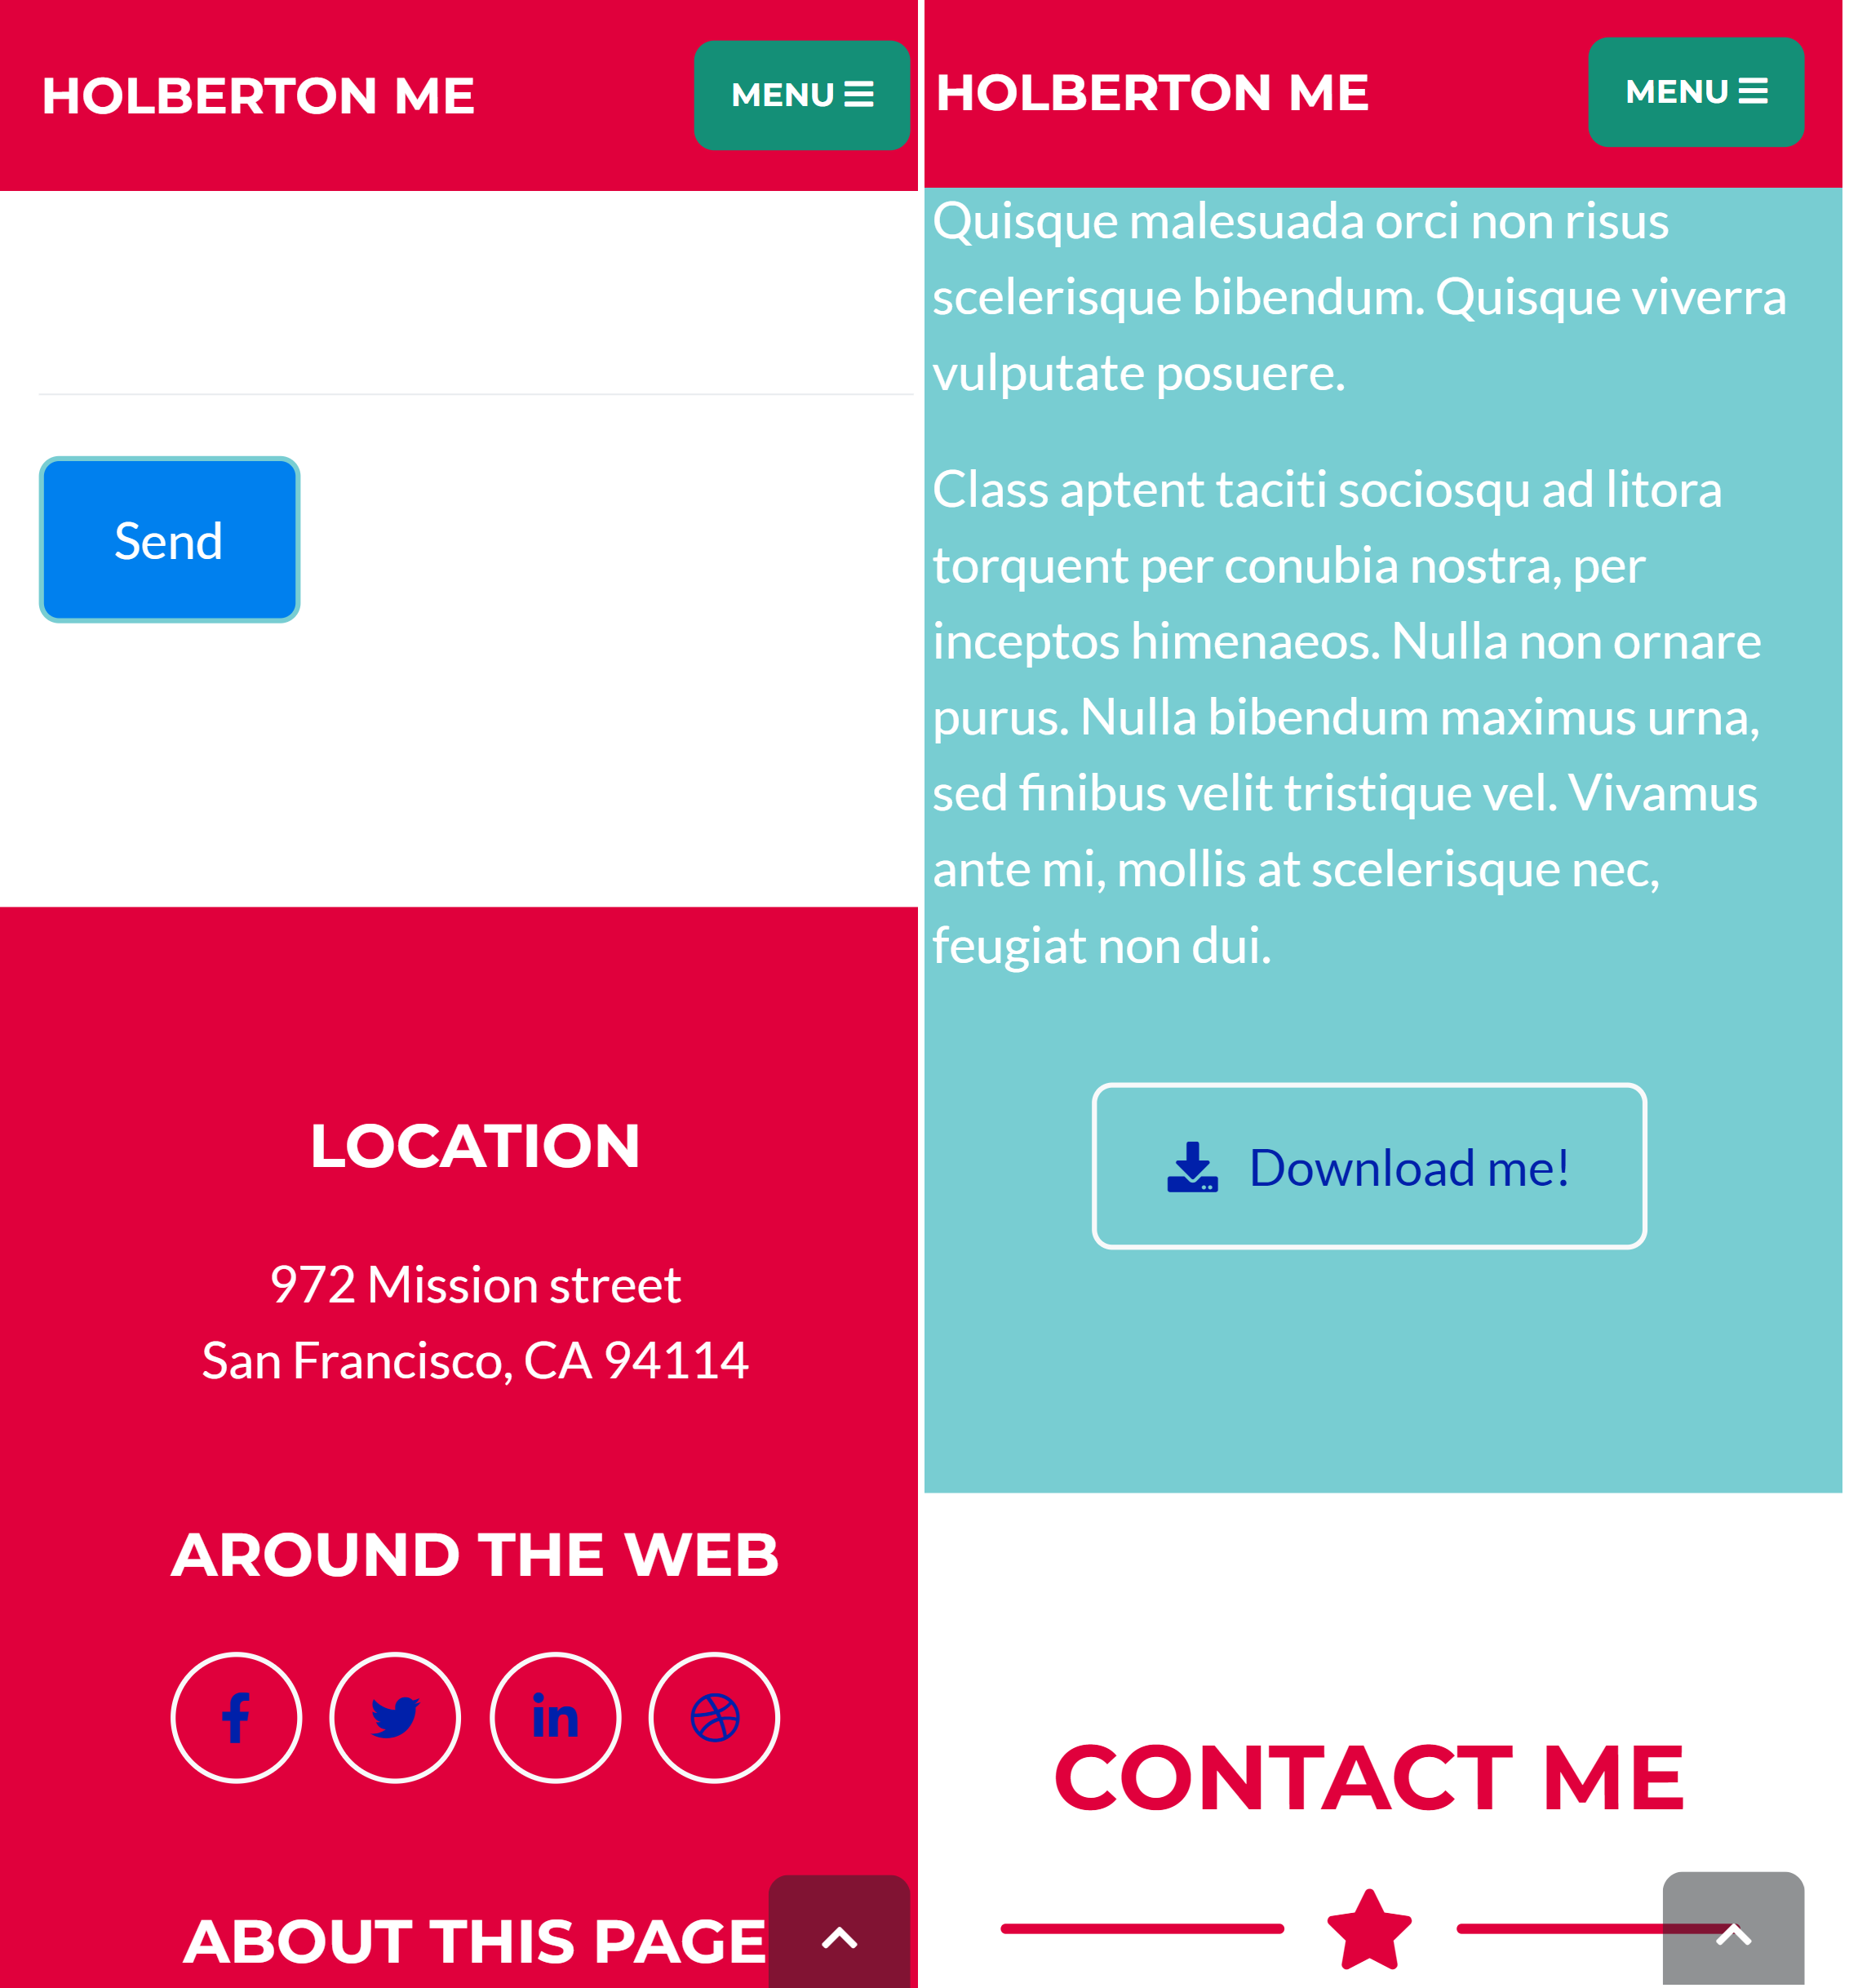 HOLBERTON ME
MENU
Send
LOCATION
972 Mission street
San Francisco, CA 94114
AROUND THE WEB
ABOUT THIS PAGE
HOLBERTON ME
MENU
Quisque malesuada orci non risus
scelerisque bibendum. Quisque viverra
vulputate posuere.
Class aptent taciti sociosqu ad litora
torquent per conubia nostra, per
inceptos himenaeos. Nulla non ornare
purus. Nulla bibendum maximus urna,
sed finibus velit tristique vel. Vivamus
ante mi, mollis at scelerisque nec,
feugiat non dui.
Download me!
CONTACT ME